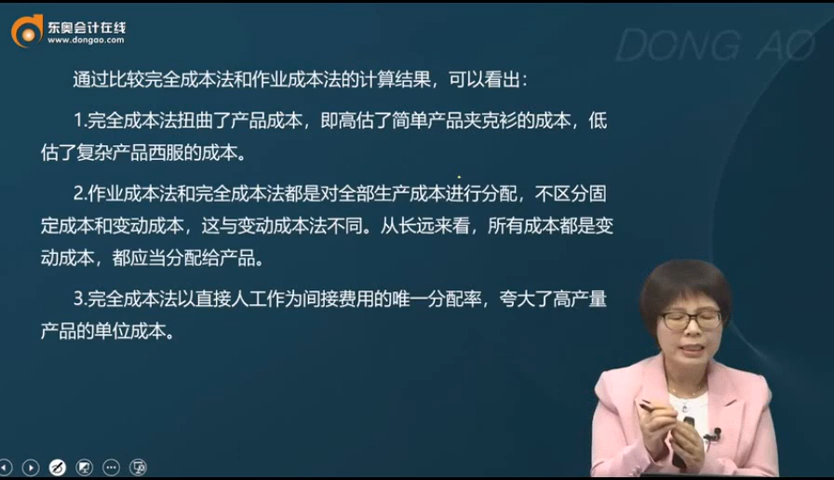 东奥会计在线
www.dongao.com
DONG AO
通过比较完全成本法和作业成本法的计算结果，可以看出：
1.完全成本法扭曲了产品成本，即高估了简单产品夹克衫的成本，低
估了复杂产品西服的成本。
2.作业成本法和完全成本法都是对全部生产成本进行分配，不区分固
定成本和变动成本，这与变动成本法不同。从长远来看，所有成本都是变
动成本，都应当分配给产品。
3.完全成本法以直接人工作为间接费用的唯一分配率，夸大了高产量
产品的单位成本。